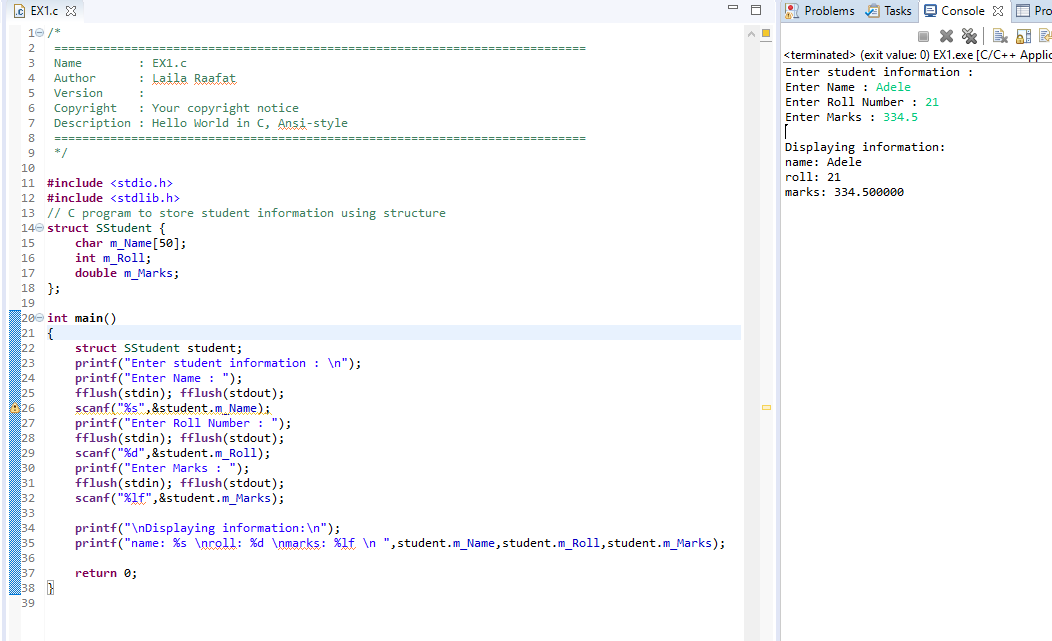 EX1.c
1 /*
2 ============================================================================
3 Name        : EX1.c
4 Author      : Laila Raafat
5 Version     :
6 Copyright   : Your copyright notice
7 Description : Hello World in C, Ansi-style
8 ============================================================================
9 */
10
11 #include <stdio.h>
12 #include <stdlib.h>
13 // C program to store student information using structure
14 struct SStudent {
15     char m_Name[50];
16     int m_Roll;
17     double m_Marks;
18 };
19
20 int main()
21 {
22     struct SStudent student;
23     printf("Enter student information : \n");
24     printf("Enter Name : ");
25     fflush(stdin); fflush(stdout);
26     scanf("%s",&student.m_Name);
27     printf("Enter Roll Number : ");
28     fflush(stdin); fflush(stdout);
29     scanf("%d",&student.m_Roll);
30     printf("Enter Marks : ");
31     fflush(stdin); fflush(stdout);
32     scanf("%lf",&student.m_Marks);
33
34     printf("\nDisplaying information:\n");
35     printf("name: %s \nroll: %d \nmarks: %lf \n ",student.m_Name,student.m_Roll,student.m_Marks);
36
37     return 0;
38 }
39
Problems Tasks Console Pro
<terminated> (exit value: 0) EX1.exe [C/C++ Applic
Enter student information :
Enter Name : Adele
Enter Roll Number : 21
Enter Marks : 334.5
Displaying information:
name: Adele
roll: 21
marks: 334.500000